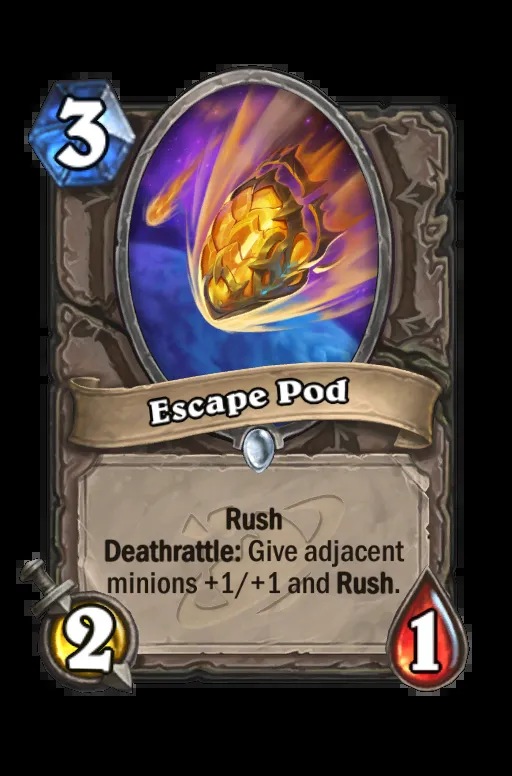 3
Escape Pod
Rush
Deathrattle: Give adjacent
minions +1/+1 and Rush.
2
1